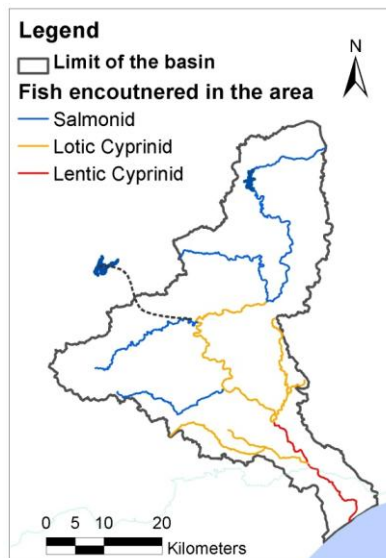 Legend
Limit of the basin
Fish encoutnered in the area
Salmonid
Lotic Cyprinid
Lentic Cyprinid
N
0 5 10 20
Kilometers